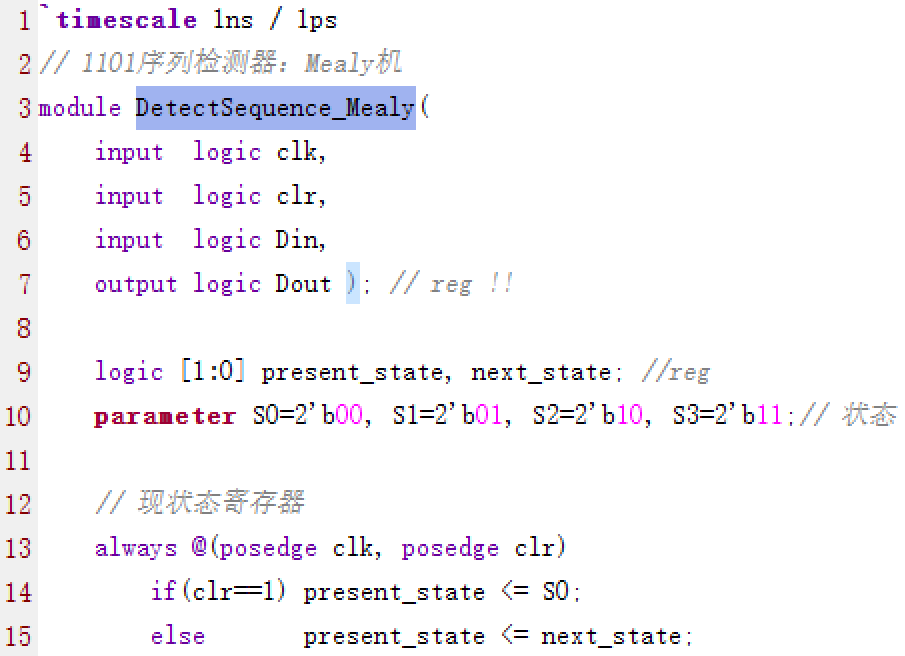 1 `timescale 1ns / 1ps
2 // 1101序列检测器：Mealy机
3 module DetectSequence_Mealy(
4 input logic clk,
5 input logic clr,
6 input logic Din,
7 output logic Dout ); // reg !!
8
9 logic [1:0] present_state, next_state; //reg
10 parameter S0=2'b00, S1=2'b01, S2=2'b10, S3=2'b11;// 状态
11
12 // 现状态寄存器
13 always @(posedge clk, posedge clr)
14 if(clr==1) present_state <= S0;
15 else present_state <= next_state;